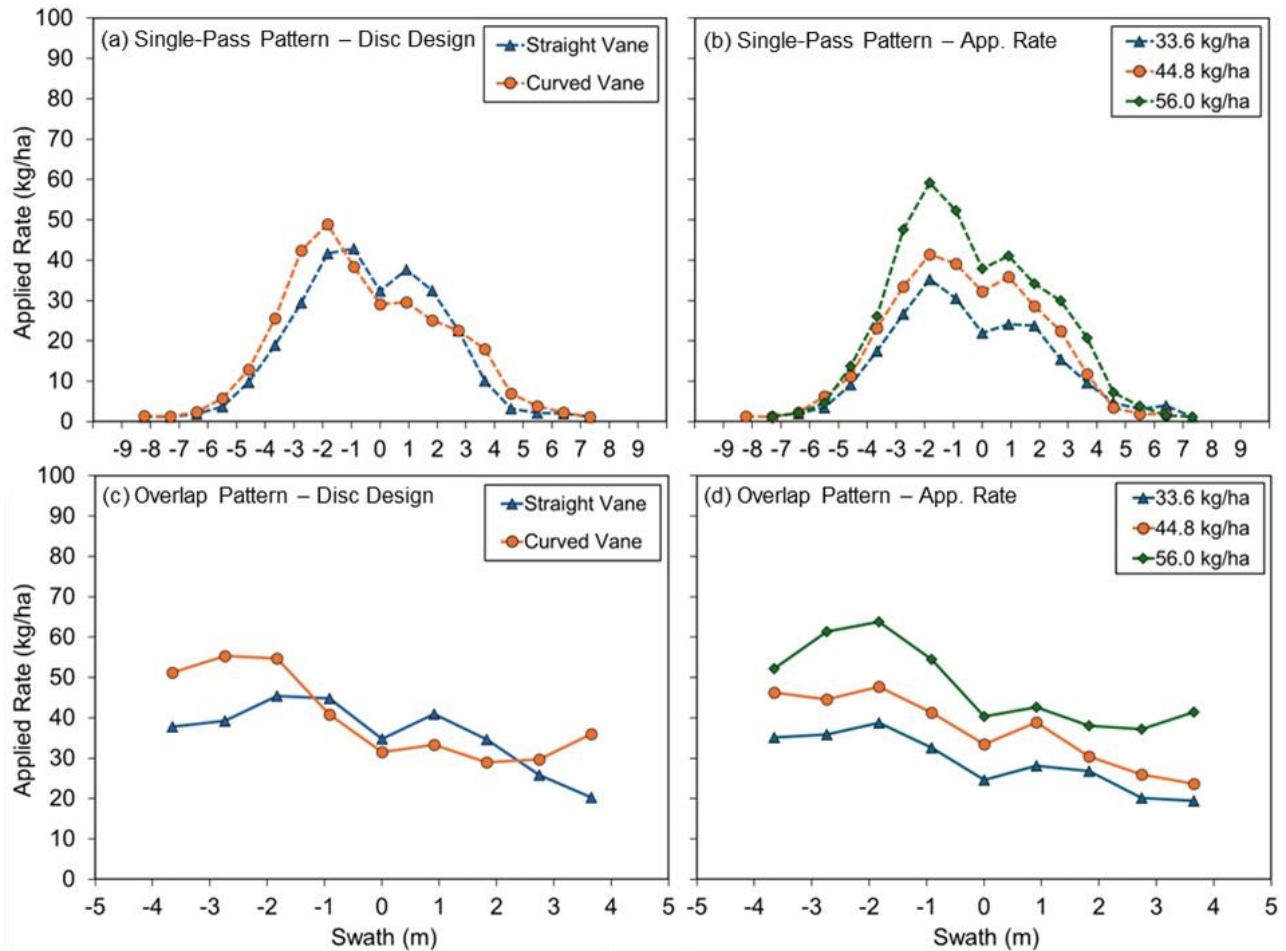 (a) Single-Pass Pattern – Disc Design
Straight Vane
Curved Vane
Applied Rate (kg/ha)
100
90
80
70
60
50
40
30
20
10
0
-9 -8 -7 -6 -5 -4 -3 -2 -1 0 1 2 3 4 5 6 7 8 9
(b) Single-Pass Pattern – App. Rate
33.6 kg/ha
44.8 kg/ha
56.0 kg/ha
-9 -8 -7 -6 -5 -4 -3 -2 -1 0 1 2 3 4 5 6 7 8 9
(c) Overlap Pattern – Disc Design
Straight Vane
Curved Vane
Applied Rate (kg/ha)
100
90
80
70
60
50
40
30
20
10
0
-5 -4 -3 -2 -1 0 1 2 3 4 5
Swath (m)
(d) Overlap Pattern – App. Rate
33.6 kg/ha
44.8 kg/ha
56.0 kg/ha
-5 -4 -3 -2 -1 0 1 2 3 4 5
Swath (m)